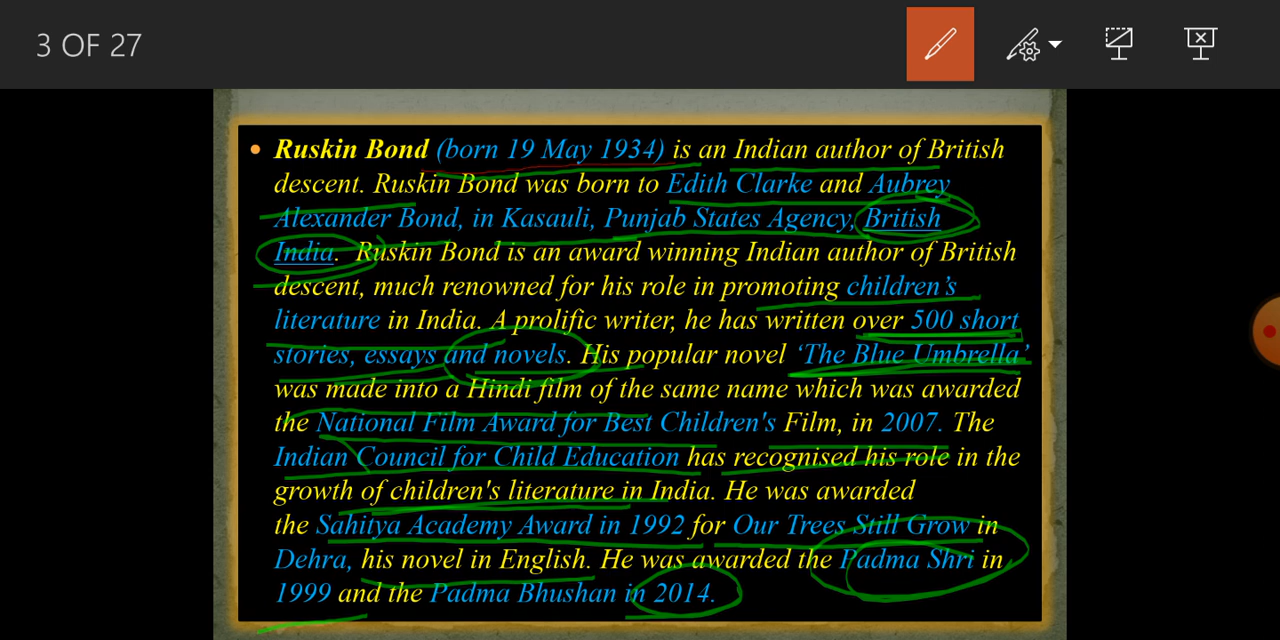 3 OF 27
• Ruskin Bond (born 19 May 1934) is an Indian author of British
descent. Ruskin Bond was born to Edith Clarke and Aubrey
Alexander Bond, in Kasauli, Punjab States Agency, British
India. Ruskin Bond is an award winning Indian author of British
descent, much renowned for his role in promoting children's
literature in India. A prolific writer, he has written over 500 short
stories, essays and novels. His popular novel ‘The Blue Umbrella’
was made into a Hindi film of the same name which was awarded
the National Film Award for Best Children's Film, in 2007. The
Indian Council for Child Education has recognised his role in the
growth of children's literature in India. He was awarded
the Sahitya Academy Award in 1992 for Our Trees Still Grow in
Dehra, his novel in English. He was awarded the Padma Shri in
1999 and the Padma Bhushan in 2014.